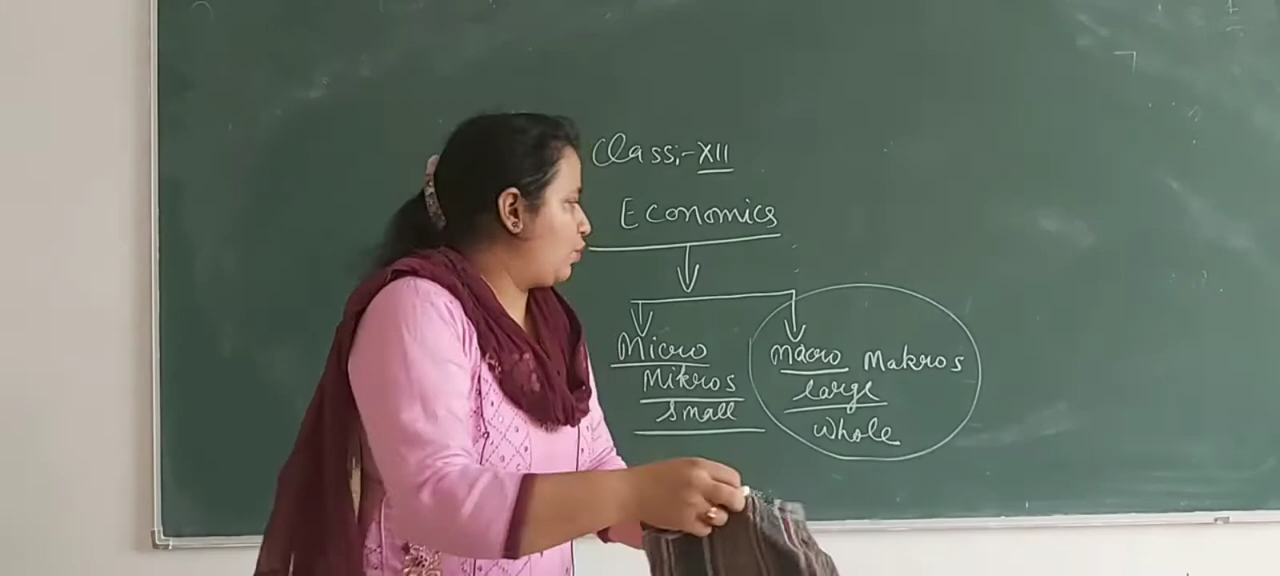 Class:- XII
Economics
Micro
Mikros
Small
Macro Makros
large
whole